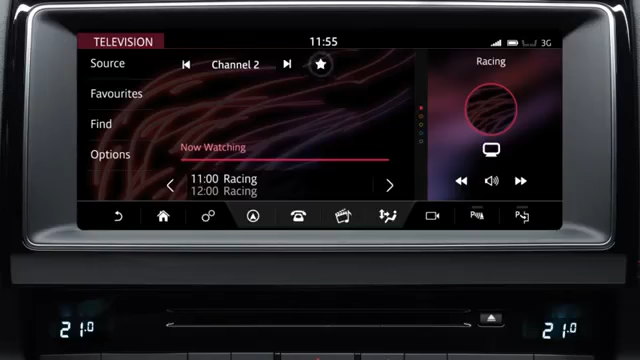 TELEVISION
11:55
3G
Source
Channel 2
Racing
Favourites
Find
Options
Now Watching
11:00 Racing
12:00 Racing
21.0
21.0